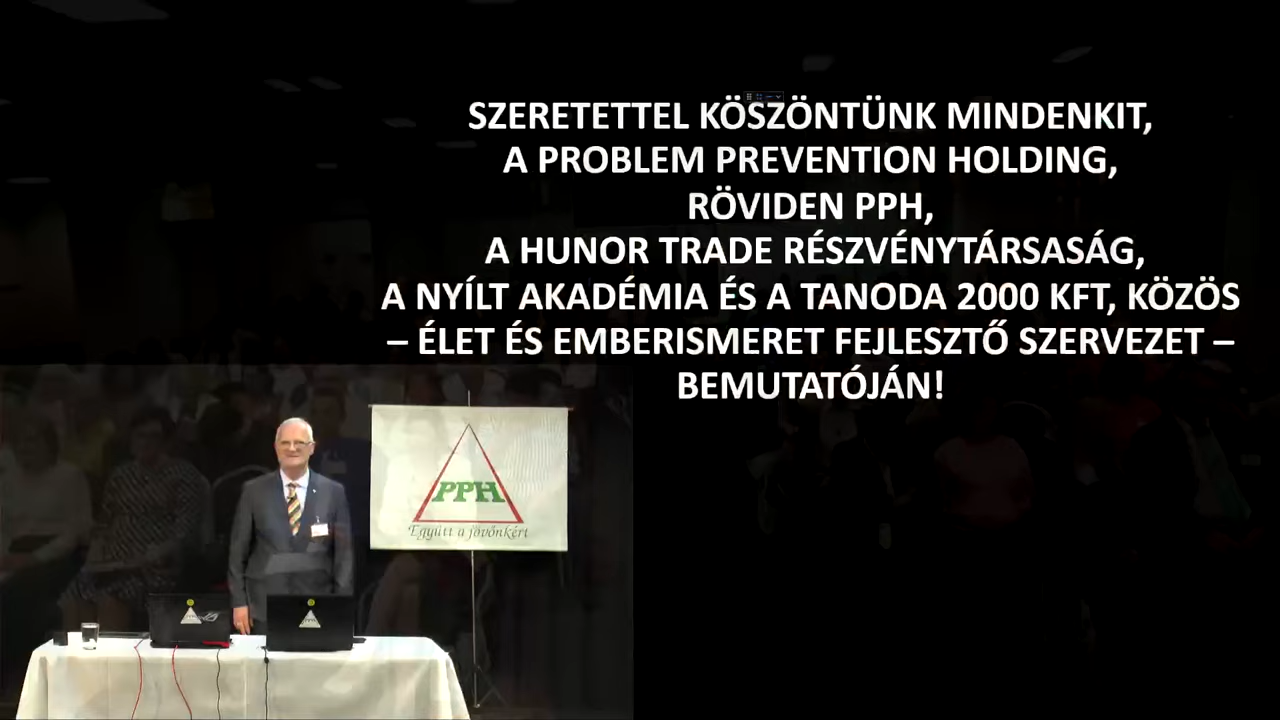 SZERETETTEL KÖSZÖNTÜNK MINDENKIT,
A PROBLEM PREVENTION HOLDING,
RÖVIDEN PPH,
A HUNOR TRADE RÉSZVÉNYTÁRSASÁG,
A NYÍLT AKADÉMIA ÉS A TANODA 2000 KFT, KÖZÖS
– ÉLET ÉS EMBERISMERET FEJLESZTŐ SZERVEZET –
BEMUTATÓJÁN!
PPH
Együtt a jövőnkért